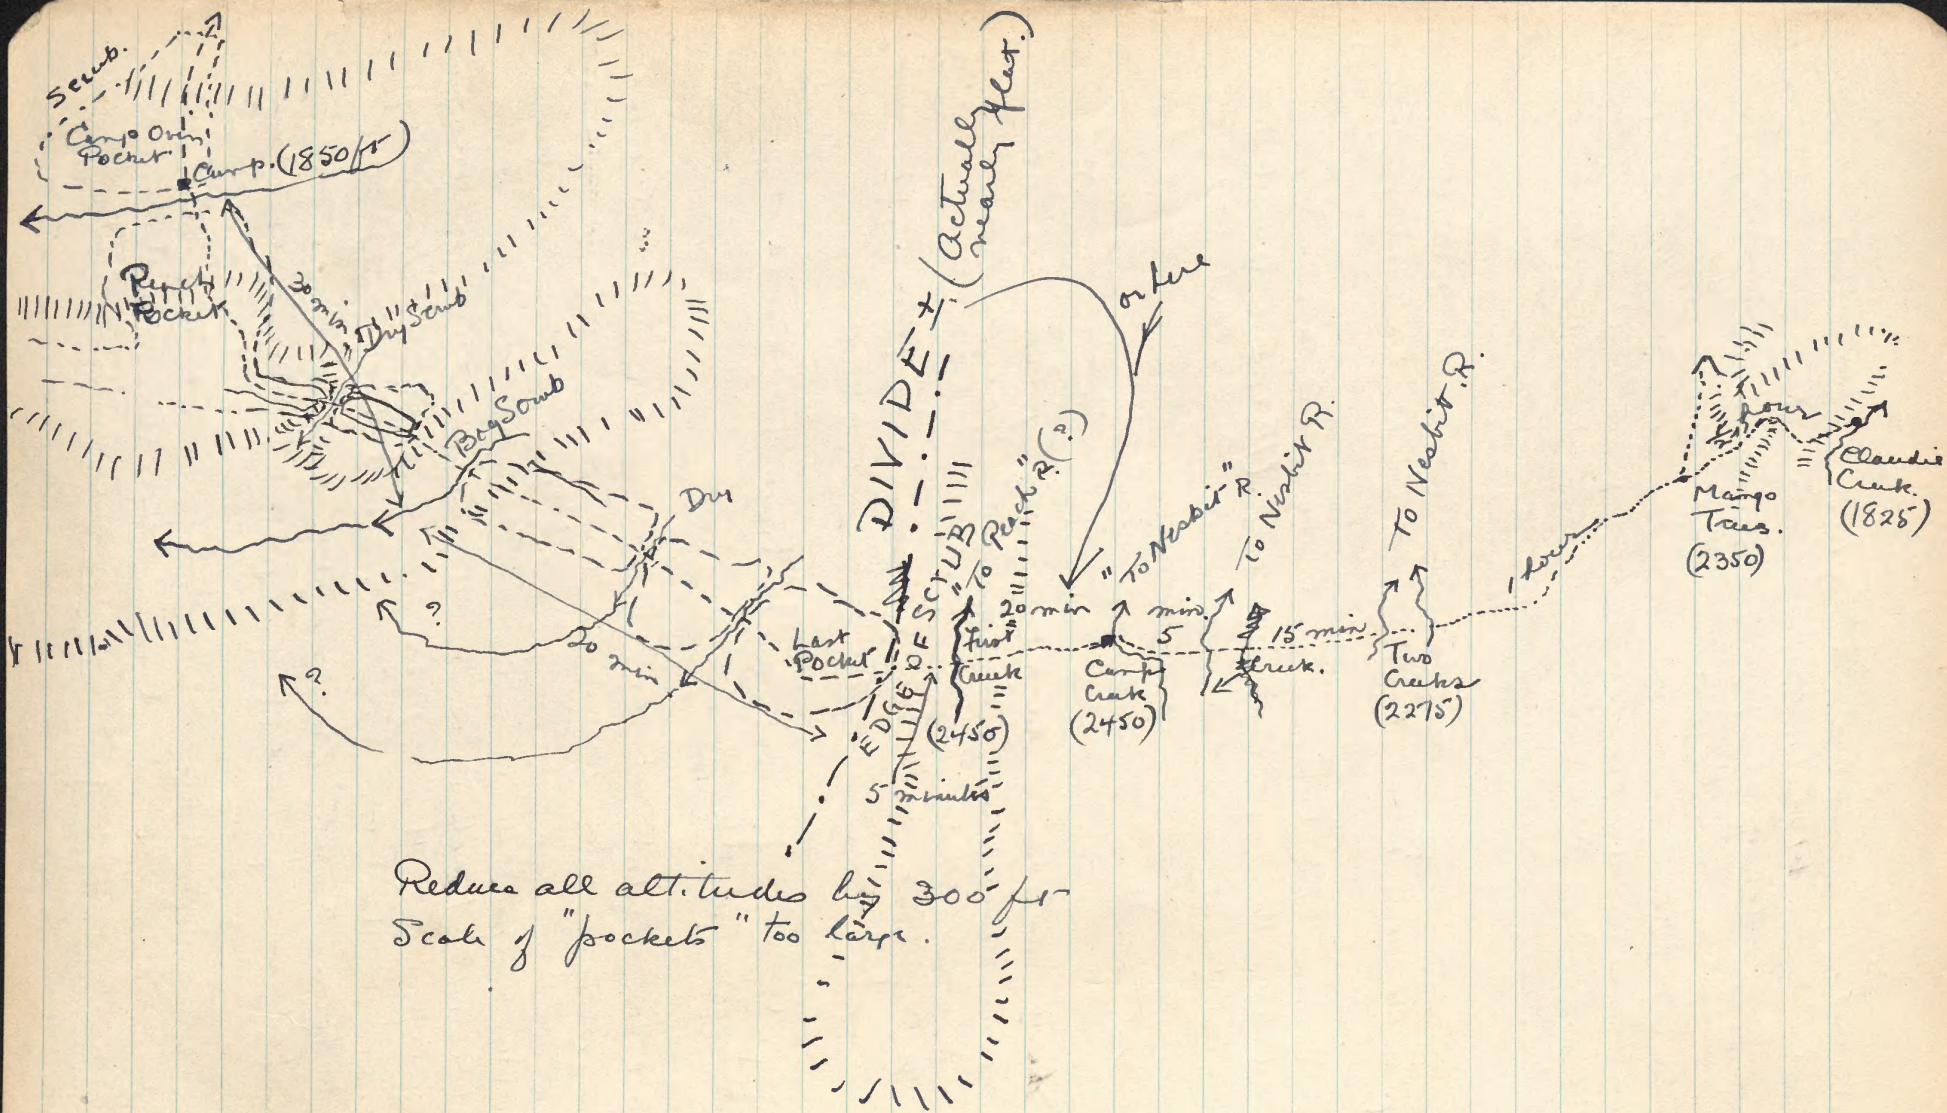 Scrub.
Camp Oven
Pocket
Camp. (1850 ft)
Peach
Pocket
30 min
Dry Scrub
Big Scrub
Dry
?
?
20
min
Last
Pocket
DIVIDE
(Actually
nearly flat.)
or here
EDGE OF SCRUB
"To Peach" R (?)
First
Creek
(2450)
5 minutes
20 min
"To Nesbit" R.
Camp
Creek
(2450)
5
min.
To Nesbit R.
Creek.
15 min
To Nesbit R.
Two
Creeks
(2275)
1 hour
Mango
Trees.
(2350)
hour
Claudie
Creek.
(1825)
Reduce all altitudes by 300 ft
Scale of "pockets" too large.